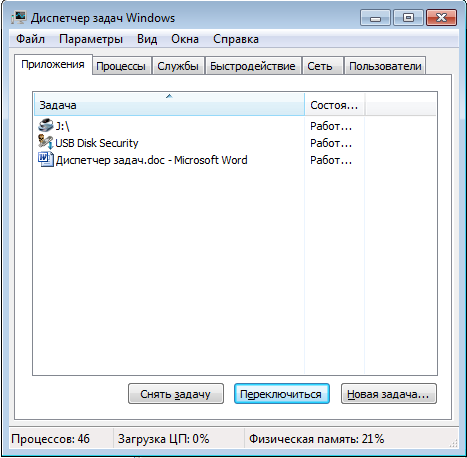 Диспетчер задач Windows
Файл Параметры Вид Окна Справка
Приложения Процессы Службы Быстродействие Сеть Пользователи
Задача Состоя...
J:\ Работ...
USB Disk Security Работ...
Диспетчер задач.doc - Microsoft Word Работ...
Снять задачу Переключиться Новая задача...
Процессов: 46 Загрузка ЦП: 0% Физическая память: 21%